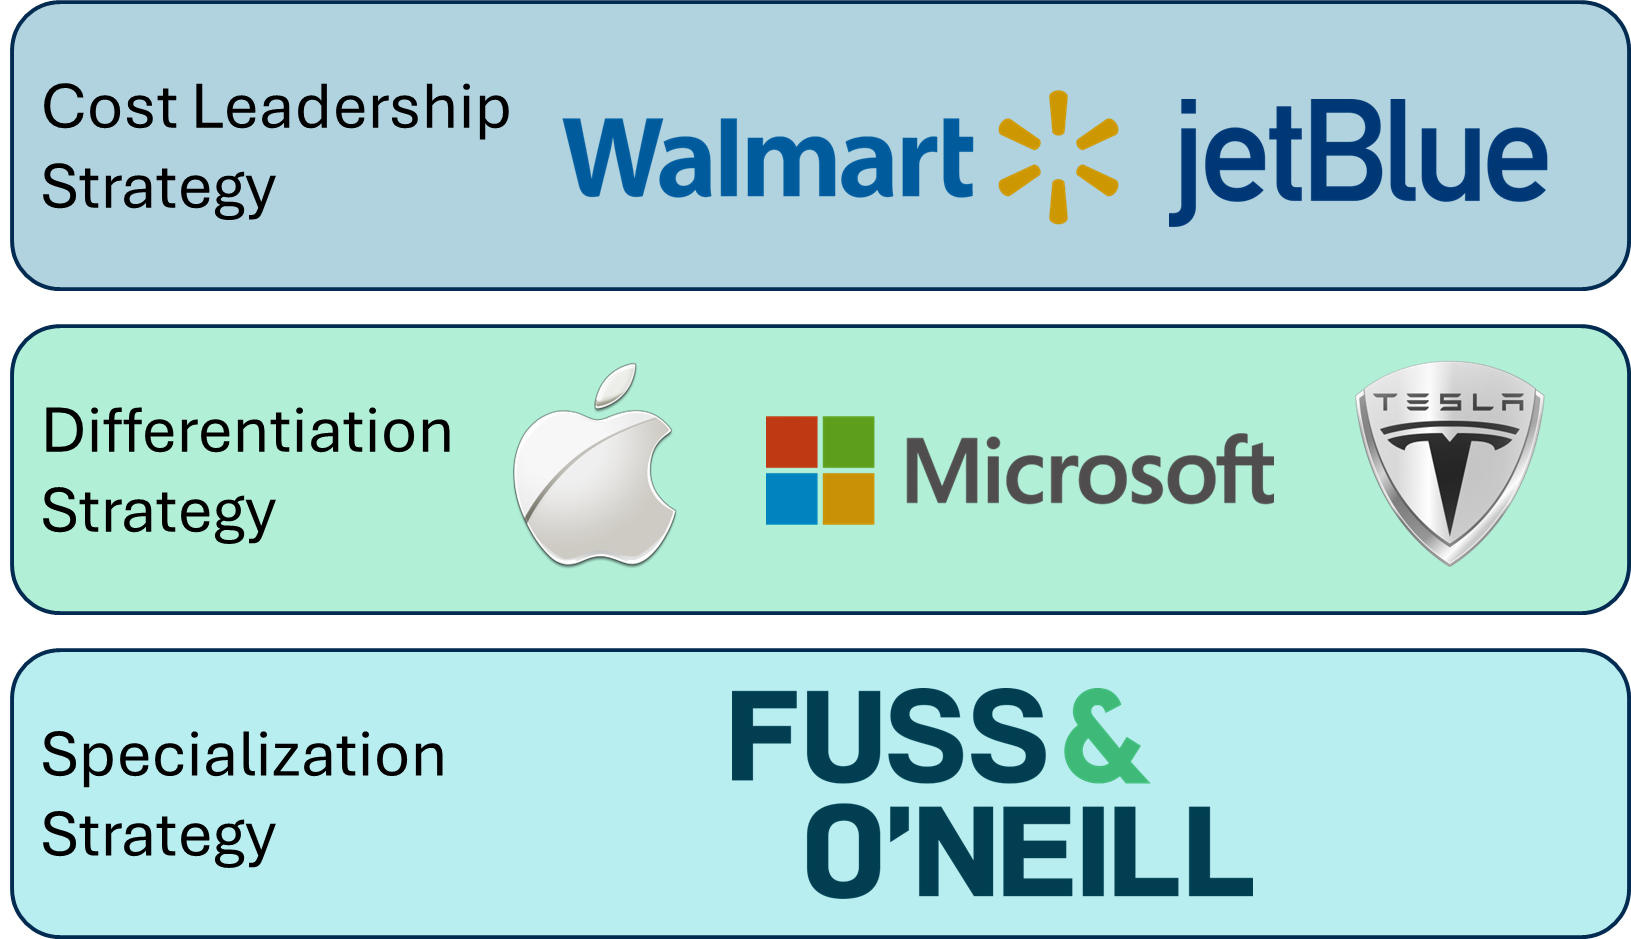 Cost Leadership
Strategy
Walmart
jetBlue
Differentiation
Strategy
Microsoft
TESLA
Specialization
Strategy
FUSS &
O'NEILL